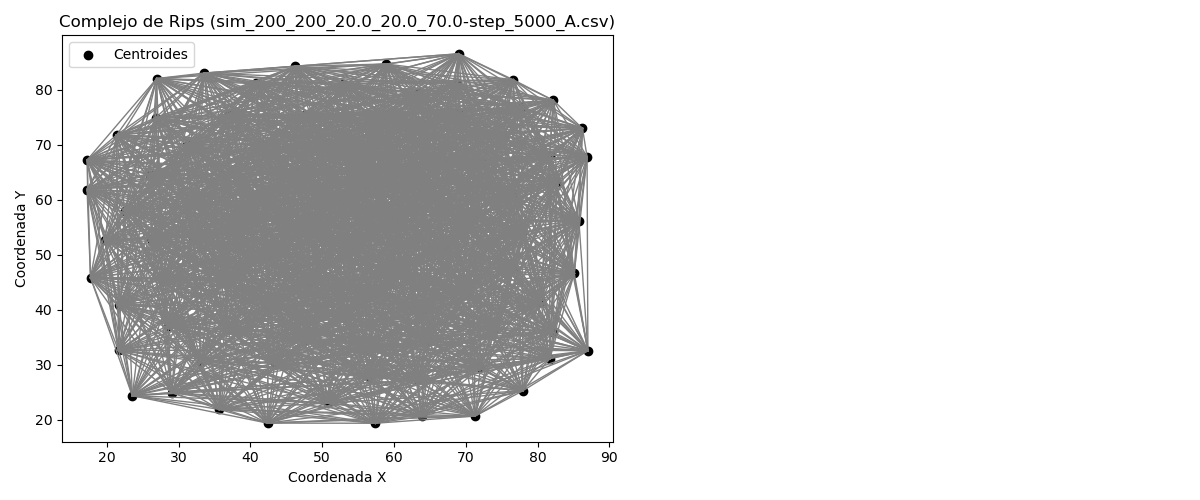 Complejo de Rips (sim_200_200_20.0_20.0_70.0-step_5000_A.csv)
Centroides
80
70
60
50
40
30
20
Coordenada Y
20 30 40 50 60 70 80 90
Coordenada X